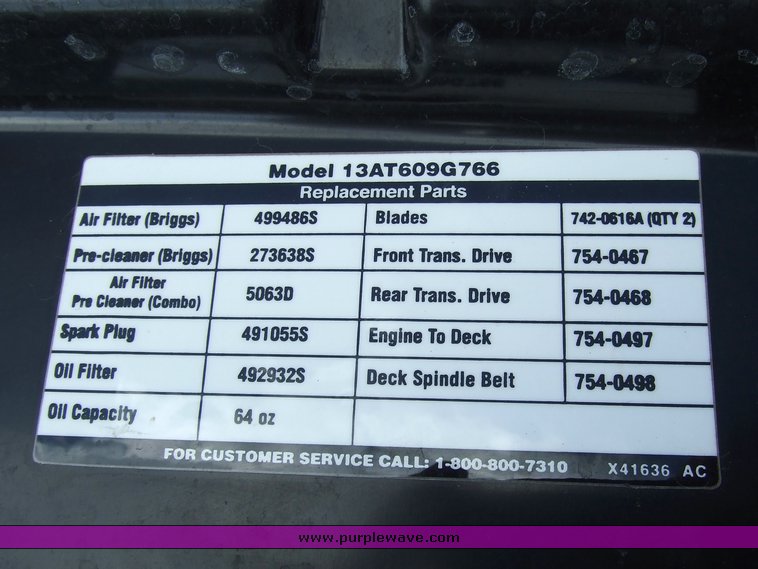 Model 13AT609G766
Replacement Parts
Air Filter (Briggs) 499486S Blades 742-0616A (QTY 2)
Pre-cleaner (Briggs) 273638S Front Trans. Drive 754-0467
Air Filter
Pre Cleaner (Combo) 5063D Rear Trans. Drive 754-0468
Spark Plug 491055S Engine To Deck 754-0497
Oil Filter 492932S Deck Spindle Belt 754-0498
Oil Capacity 64 oz
FOR CUSTOMER SERVICE CALL: 1-800-800-7310 X41636 AC
www.purplewave.com